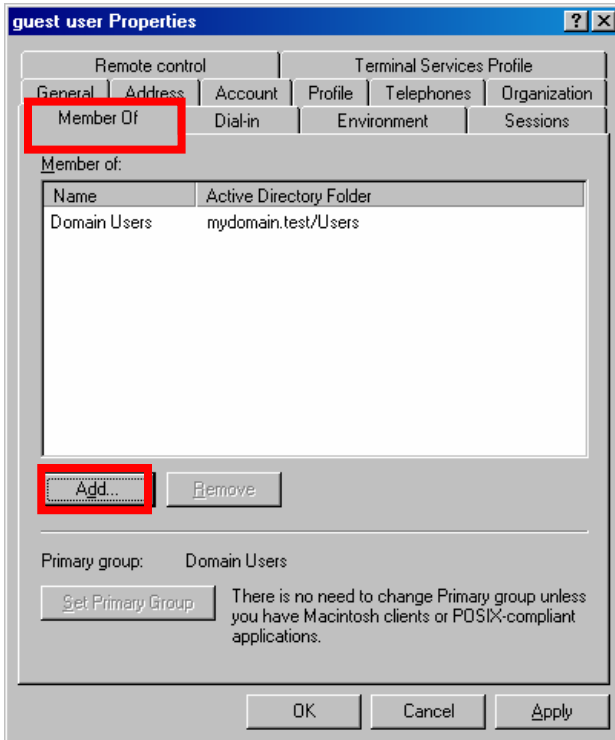 guest user Properties
Remote control Terminal Services Profile
General Address Account Profile Telephones Organization
Member Of Dial-in Environment Sessions
Member of:
Name Active Directory Folder
Domain Users mydomain.test/Users
Add... Remove
Primary group: Domain Users
Set Primary Group
There is no need to change Primary group unless
you have Macintosh clients or POSIX-compliant
applications.
OK Cancel Apply